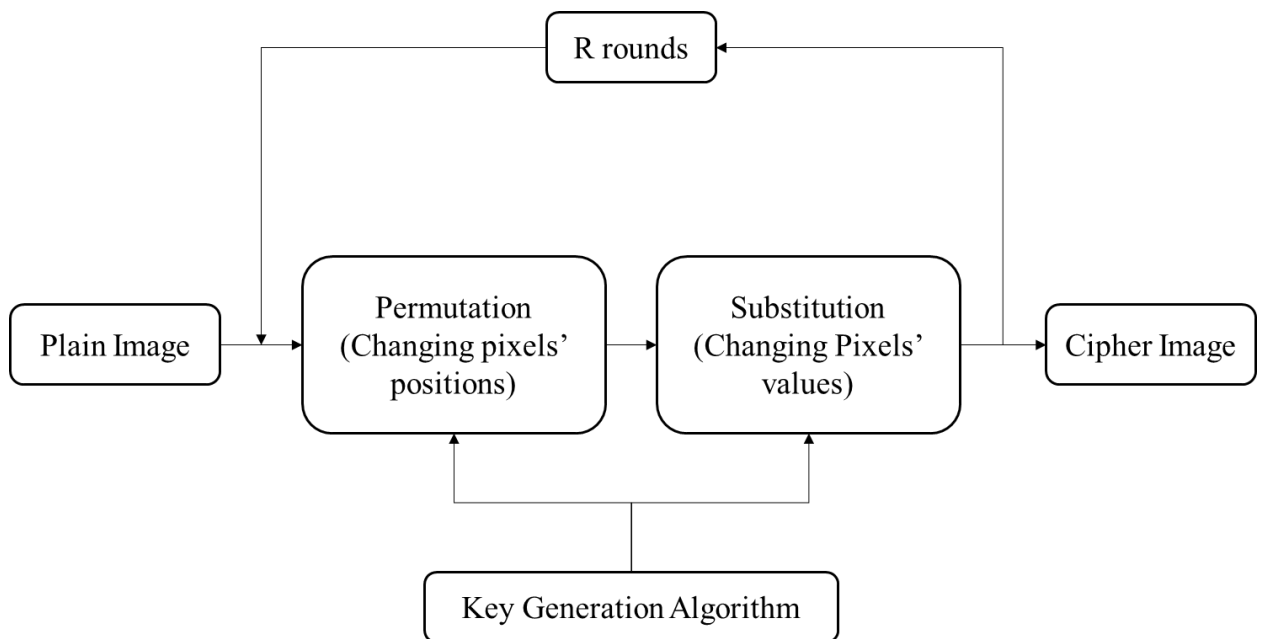 R rounds
Plain Image
Permutation
(Changing pixels’
positions)
Substitution
(Changing Pixels’
values)
Cipher Image
Key Generation Algorithm